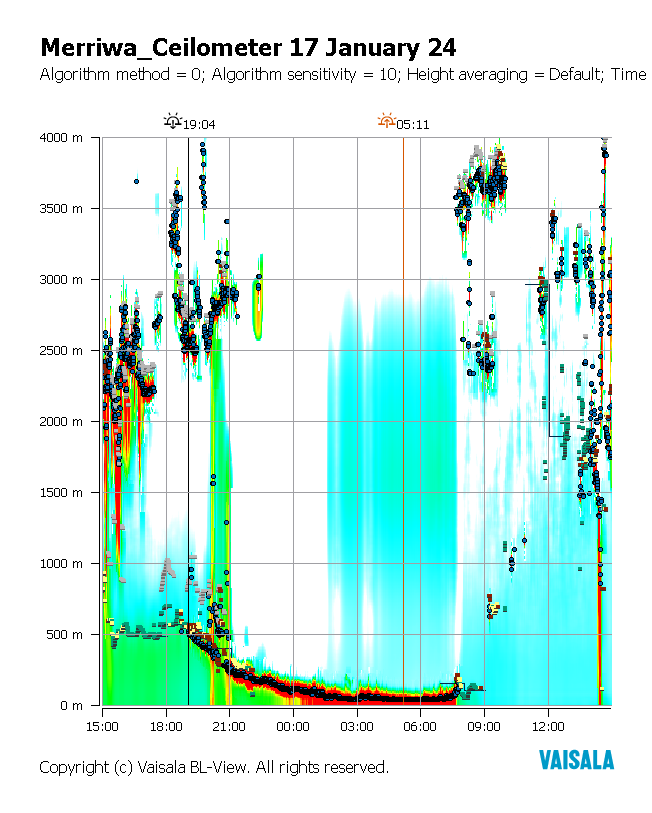 Merriwa_Ceilometer 17 January 24
Algorithm method = 0; Algorithm sensitivity = 10; Height averaging = Default; Time
19:04 05:11
4000 m
3500 m
3000 m
2500 m
2000 m
1500 m
1000 m
500 m
0 m
15:00 18:00 21:00 00:00 03:00 06:00 09:00 12:00
Copyright (c) Vaisala BL-View. All rights reserved.
VAISALA